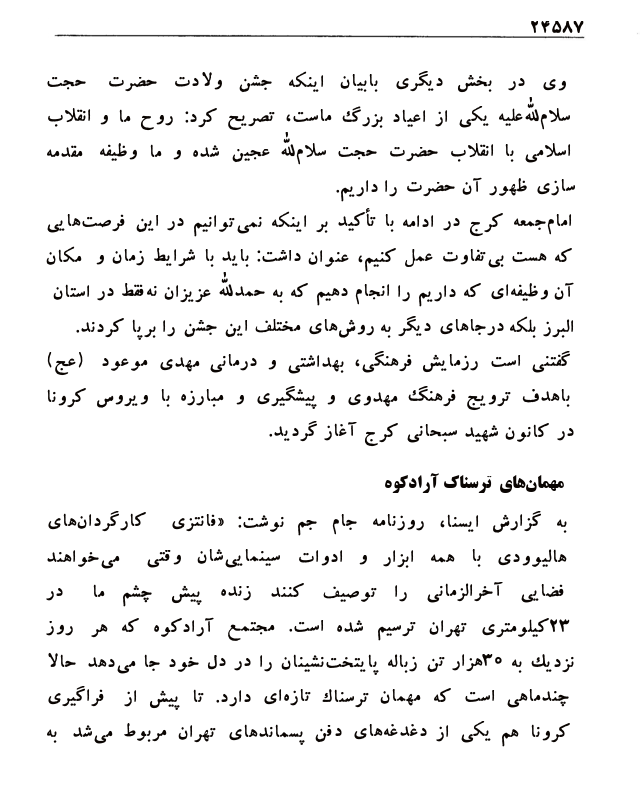 ۲۴۵۸۷
وی در بخش دیگری بابیان اینکه جشن ولادت حضرت حجت
سلام‌الله‌علیه یکی از اعیاد بزرگ ماست، تصریح کرد: روح ما و انقلاب
اسلامی با انقلاب حضرت حجت سلام‌الله عجین شده و ما وظیفه مقدمه
سازی ظهور آن حضرت را داریم.
امام‌جمعه کرج در ادامه با تأکید بر اینکه نمی‌توانیم در این فرصت‌هایی
که هست بی‌تفاوت عمل کنیم، عنوان داشت: باید با شرایط زمان و مکان
آن وظیفه‌ای که داریم را انجام دهیم که به حمدلله عزیزان نه‌فقط در استان
البرز بلکه درجاهای دیگر به روش‌های مختلف این جشن را برپا کردند.
گفتنی است رزمایش فرهنگی، بهداشتی و درمانی مهدی موعود (عج)
باهدف ترویج فرهنگ مهدوی و پیشگیری و مبارزه با ویروس کرونا
در کانون شهید سبحانی کرج آغاز گردید.
مهمان‌های ترسناک آرادکوه
به گزارش ایسنا، روزنامه جام جم نوشت: «فانتزی کارگردان‌های
هالیوودی با همه ابزار و ادوات سینمایی‌شان وقتی می‌خواهند
فضایی آخرالزمانی را توصیف کنند زنده پیش چشم ما در
۲۳کیلومتری تهران ترسیم شده است. مجتمع آرادکوه که هر روز
نزدیک به ۳۰هزار تن زباله پایتخت‌نشینان را در دل خود جا می‌دهد حالا
چندماهی است که مهمان ترسناک تازه‌ای دارد. تا پیش از فراگیری
کرونا هم یکی از دغدغه‌های دفن پسماندهای تهران مربوط می‌شد به